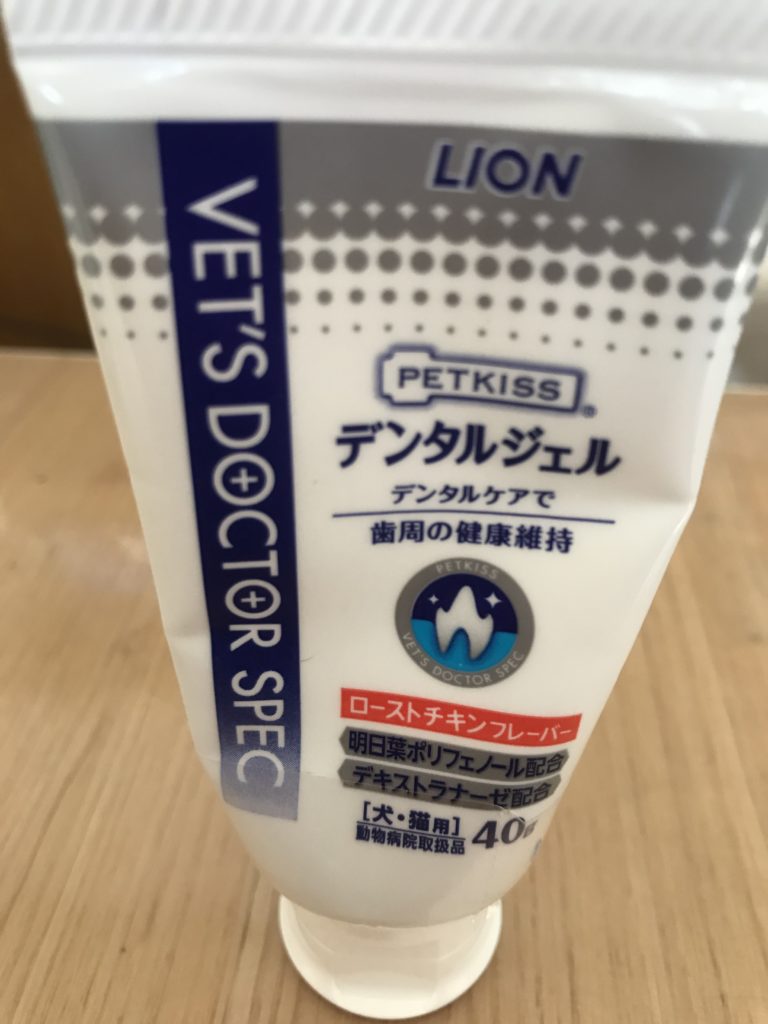 LION
VET'S DOCTOR SPEC
PETKISS®
デンタルジェル
デンタルケアで
歯周の健康維持
PETKISS
VET'S DOCTOR SPEC
ローストチキンフレーバー
明日葉ポリフェノール配合
デキストラナーゼ配合
[犬・猫用]
動物病院取扱品
40